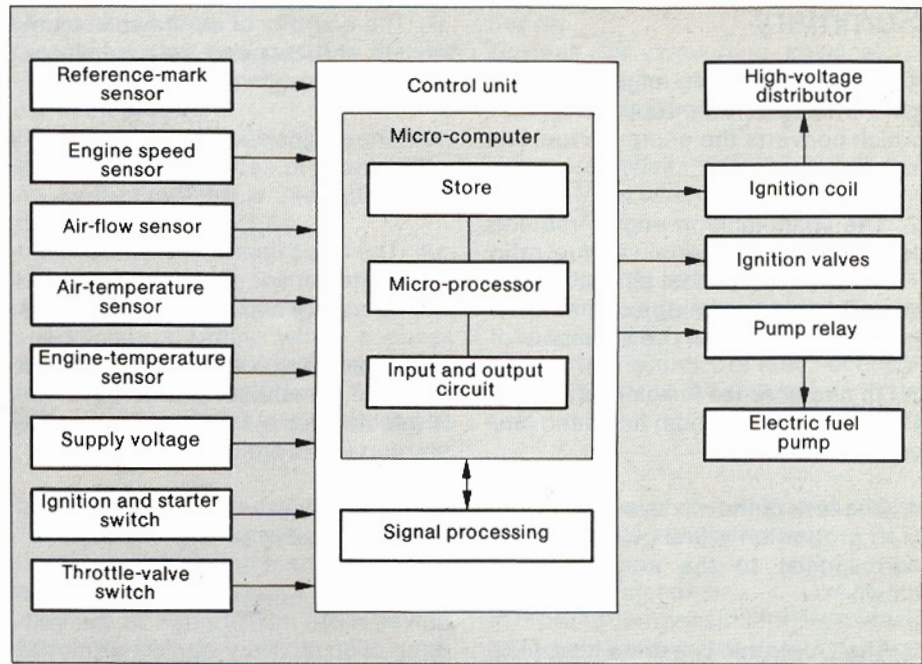 Reference-mark
sensor
Engine speed
sensor
Air-flow sensor
Air-temperature
sensor
Engine-temperature
sensor
Supply voltage
Ignition and starter
switch
Throttle-valve
switch
Control unit
Micro-computer
Store
Micro-processor
Input and output
circuit
Signal processing
High-voltage
distributor
Ignition coil
Ignition valves
Pump relay
Electric fuel
pump